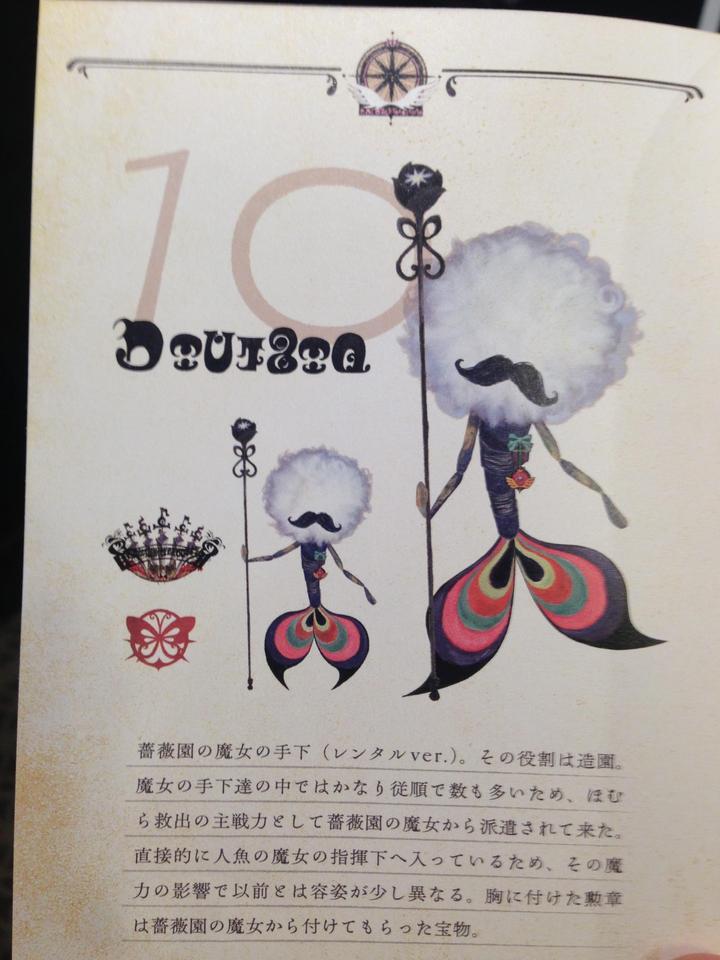 10
薔薇園の魔女の手下（レンタルver.）。その役割は造園。
魔女の手下達の中ではかなり従順で数も多いため、ほむ
ら救出の主戦力として薔薇園の魔女から派遣されて来た。
直接的に人魚の魔女の指揮下へ入っているため、その魔
力の影響で以前とは容姿が少し異なる。胸に付けた勲章
は薔薇園の魔女から付けてもらった宝物。